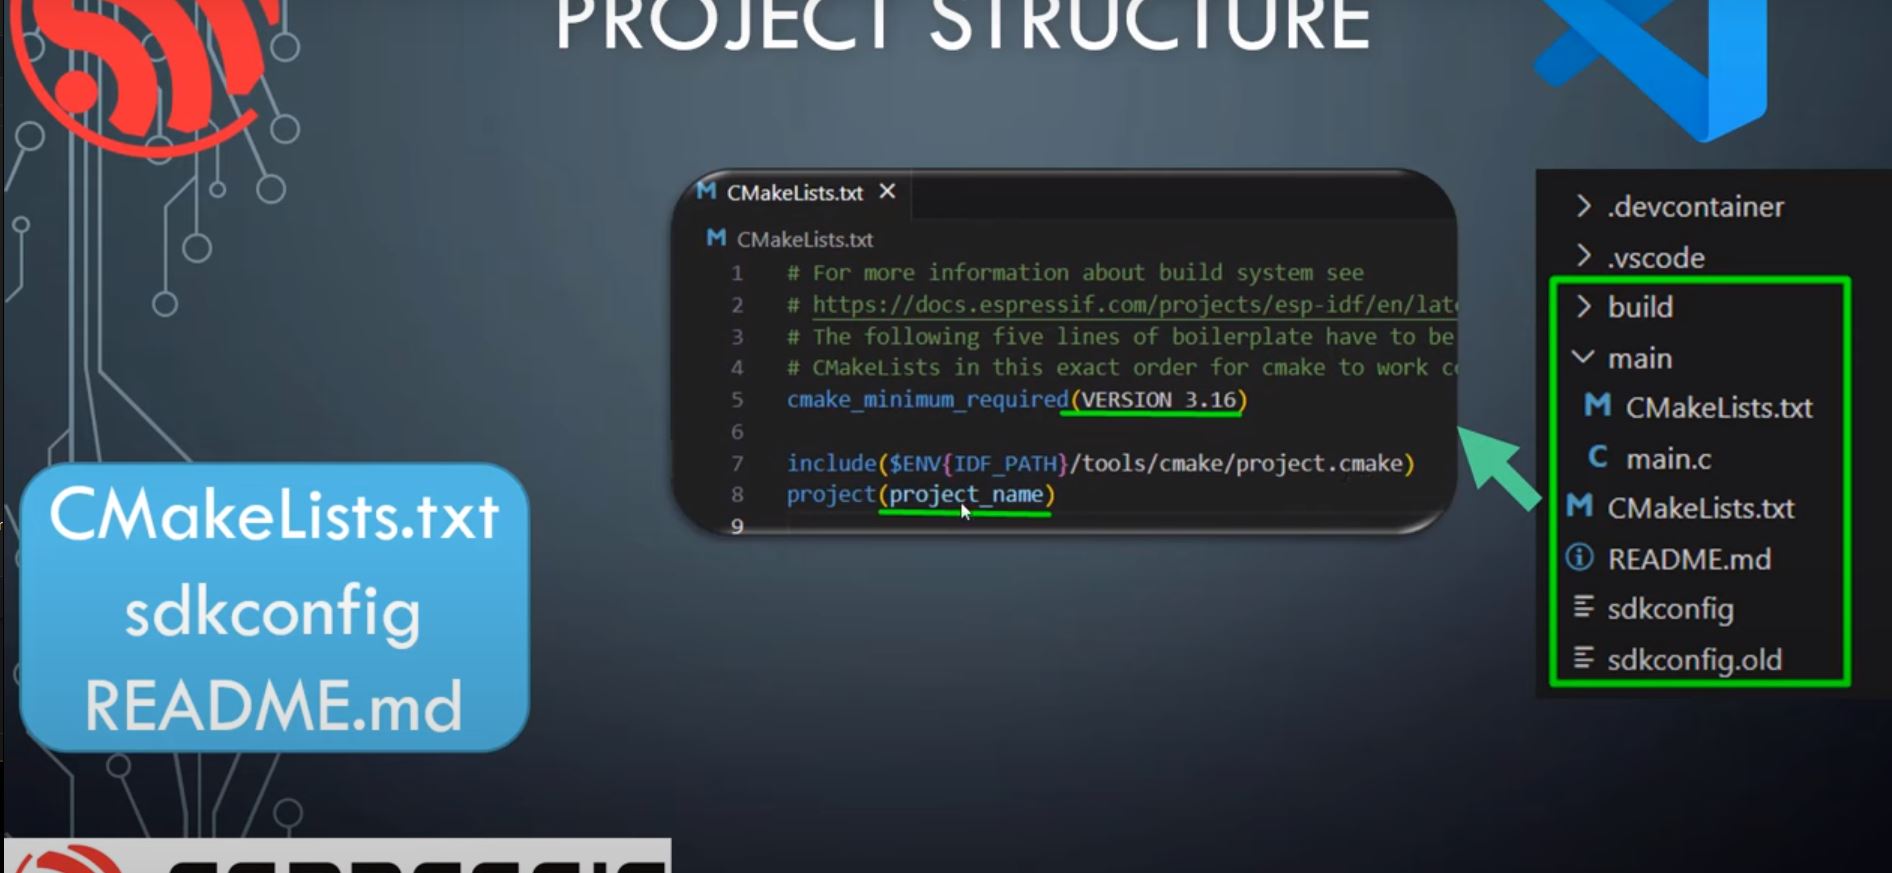 PROJECT STRUCTURE
CMakeLists.txt
sdkconfig
README.md
CMakeLists.txt ×
CMakeLists.txt
1 # For more information about build system see
2 # https://docs.espressif.com/projects/esp-idf/en/late
3 # The following five lines of boilerplate have to be
4 # CMakeLists in this exact order for cmake to work
5 cmake_minimum_required(VERSION 3.16)
6
7 include($ENV{IDF_PATH}/tools/cmake/project.cmake)
8 project(project_name)
9
.devcontainer
.vscode
build
main
CMakeLists.txt
main.c
CMakeLists.txt
README.md
sdkconfig
sdkconfig.old